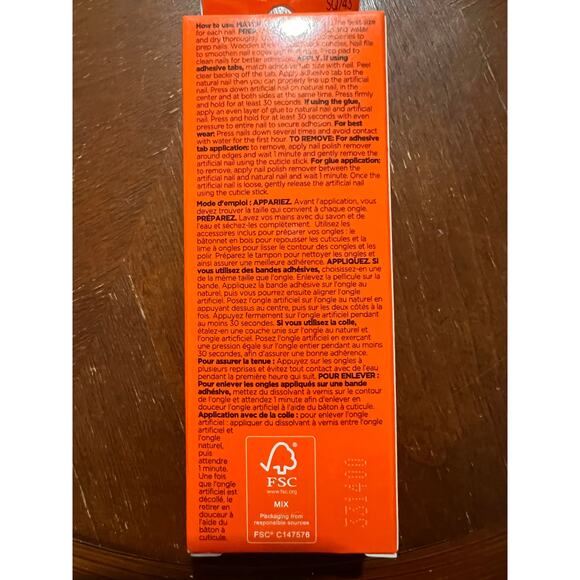 SQ743
How to use: MATCH the best size
for each nail. PREP and water
and dry thoroughly.
prep nails: Wooden stick Nail file
to smoothen nail edges Prep pad to
clean nails for better adhesion. APPLY. If using
adhesive tabs, match adhesive tab size with nail. Peel
clear backing off the tab. Apply adhesive tab to the
natural nail then you can properly line up the artificial
nail. Press down artificial nail on natural nail, in the
center and at both sides at the same time. Press firmly
and hold for at least 30 seconds. If using the glue,
apply an even layer of glue to natural nail and artificial
nail. Press and hold for at least 30 seconds with even
pressure to entire nail to secure adhesion. For best
wear: Press nails down several times and avoid contact
with water for the first hour. TO REMOVE: For adhesive
tab application: to remove, apply nail polish remover
around edges and wait 1 minute and gently remove the
artificial nail using the cuticle stick. For glue application:
to remove, apply nail polish remover between the
artificial nail and natural nail and wait 1 minute. Once the
artificial nail is loose, gently release the artificial nail
using the cuticle stick.
Mode d'emploi : APPARIEZ. Avant l'application, vous
devez trouver la taille qui convient à chaque ongle.
PRÉPAREZ. Lavez vos mains avec du savon et de
l'eau et séchez-les complètement. Utilisez les
accessoires inclus pour préparer vos ongles : le
bâtonnet en bois pour repousser les cuticules et la
lime à ongles pour lisser le contour des ongles et les
polir. Préparez le tampon pour nettoyer les ongles et
ainsi assurer une meilleure adhérence. APPLIQUEZ. Si
vous utilisez des bandes adhésives, choisissez-en une
de la même taille que l'ongle. Enlevez la pellicule sur la
bande. Appliquez la bande adhésive sur l'ongle au
naturel, puis vous pourrez ensuite aligner l'ongle
artificiel. Posez l'ongle artificiel sur l'ongle au naturel en
appuyant dessus au centre, puis sur les deux côtés à la
fois. Appuyez fermement sur l'ongle artificiel pendant
au moins 30 secondes. Si vous utilisez la colle,
étalez-en une couche unie sur l'ongle au naturel et
l'ongle artificiel. Posez l'ongle artificiel en exerçant
une pression égale sur l'ongle entier pendant au moins
30 secondes, afin d'assurer une bonne adhérence.
Pour assurer la tenue : Appuyez sur les ongles à
plusieurs reprises et évitez tout contact avec de l'eau
pendant la première heure qui suit. POUR ENLEVER :
Pour enlever les ongles appliqués sur une bande
adhésive, mettez du dissolvant à vernis sur le contour
de l'ongle et attendez 1 minute afin d'enlever en
douceur l'ongle artificiel à l'aide du bâton à cuticule.
Application avec de la colle : pour enlever l'ongle
artificiel : appliquer du dissolvant à vernis entre l'ongle
artificiel et
l'ongle
naturel,
puis
attendre
1 minute.
Une fois
que l'ongle
artificiel est
décollé, le
retirer en
douceur à
l'aide du
bâton à
cuticule.
FSC
www.fsc.org
MIX
Packaging from
responsible sources
FSC® C147576
331400